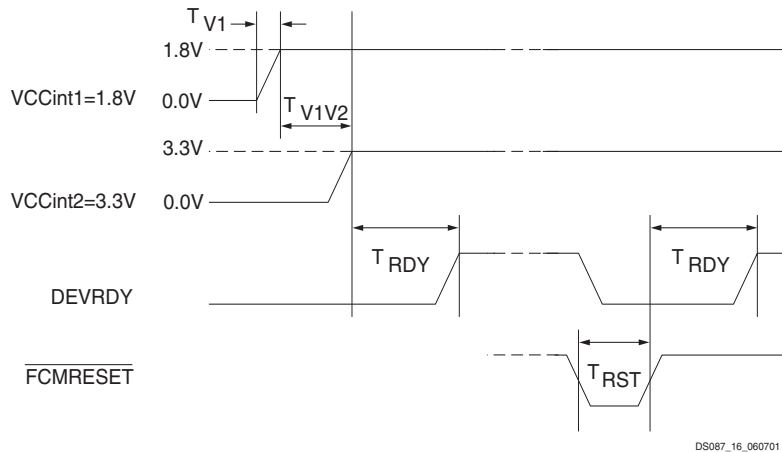 T V1
1.8V
VCCint1=1.8V 0.0V
T V1V2
3.3V
VCCint2=3.3V 0.0V
T RDY T RDY
DEVRDY
FCMRESET
T RST
DS087_16_060701